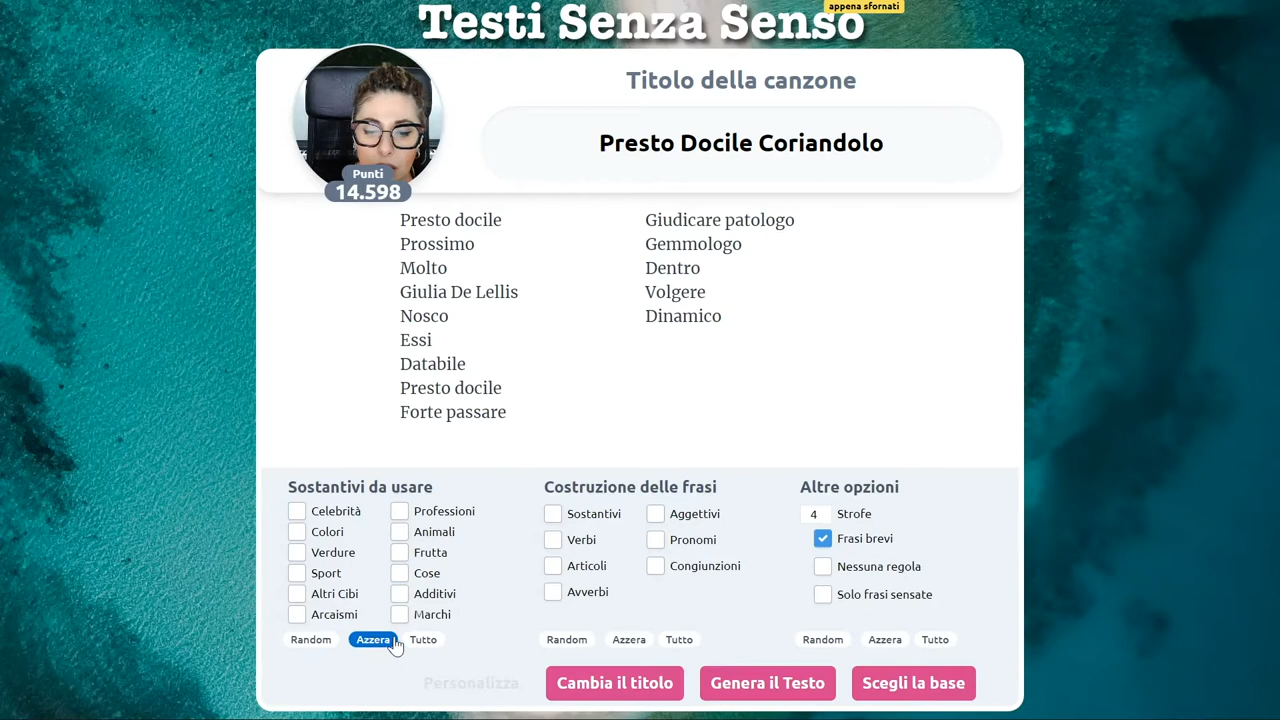 appena sfornati
Testi Senza Senso
Titolo della canzone
Presto Docile Coriandolo
Punti
14.598
Presto docile
Prossimo
Molto
Giulia De Lellis
Nosco
Essi
Databile
Presto docile
Forte passare
Giudicare patologo
Gemmologo
Dentro
Volgere
Dinamico
Sostantivi da usare
Celebrità
Professioni
Colori
Animali
Verdure
Frutta
Sport
Cose
Altri Cibi
Additivi
Arcaismi
Marchi
Random
Azzera
Tutto
Costruzione delle frasi
Sostantivi
Aggettivi
Verbi
Pronomi
Articoli
Congiunzioni
Avverbi
Random
Azzera
Tutto
Altre opzioni
4 Strofe
Frasi brevi
Nessuna regola
Solo frasi sensate
Random
Azzera
Tutto
Personalizza
Cambia il titolo
Genera il Testo
Scegli la base